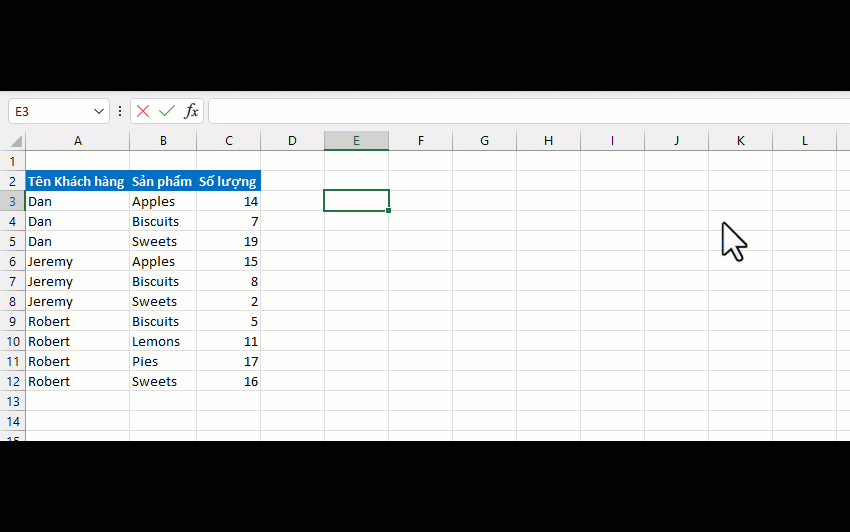 E3 fx
A B C D E F G H I J K L
1
2 Tên Khách hàng Sản phẩm Số lượng
3 Dan Apples 14
4 Dan Biscuits 7
5 Dan Sweets 19
6 Jeremy Apples 15
7 Jeremy Biscuits 8
8 Jeremy Sweets 2
9 Robert Biscuits 5
10 Robert Lemons 11
11 Robert Pies 17
12 Robert Sweets 16
13
14
15